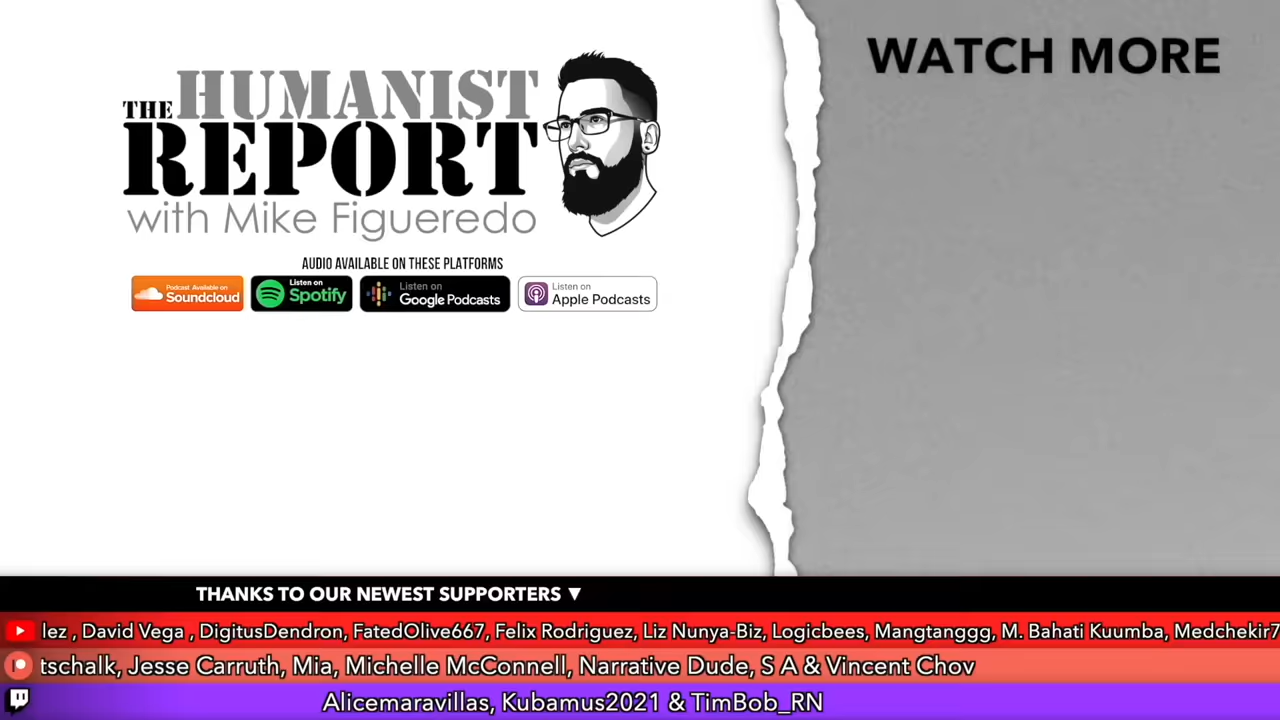 THE HUMANIST
REPORT
with Mike Figueredo
AUDIO AVAILABLE ON THESE PLATFORMS
Podcast Available on
Soundcloud
Listen on
Spotify
Listen on
Google Podcasts
Listen on
Apple Podcasts
WATCH MORE
THANKS TO OUR NEWEST SUPPORTERS ▼
lez , David Vega , DigitusDendron, FatedOlive667, Felix Rodriguez, Liz Nunya-Biz, Logicbees, Mangtanggg, M. Bahati Kuumba, Medchekir7
tschalk, Jesse Carruth, Mia, Michelle McConnell, Narrative Dude, S A & Vincent Chov
Alicemaravillas, Kubamus2021 & TimBob_RN